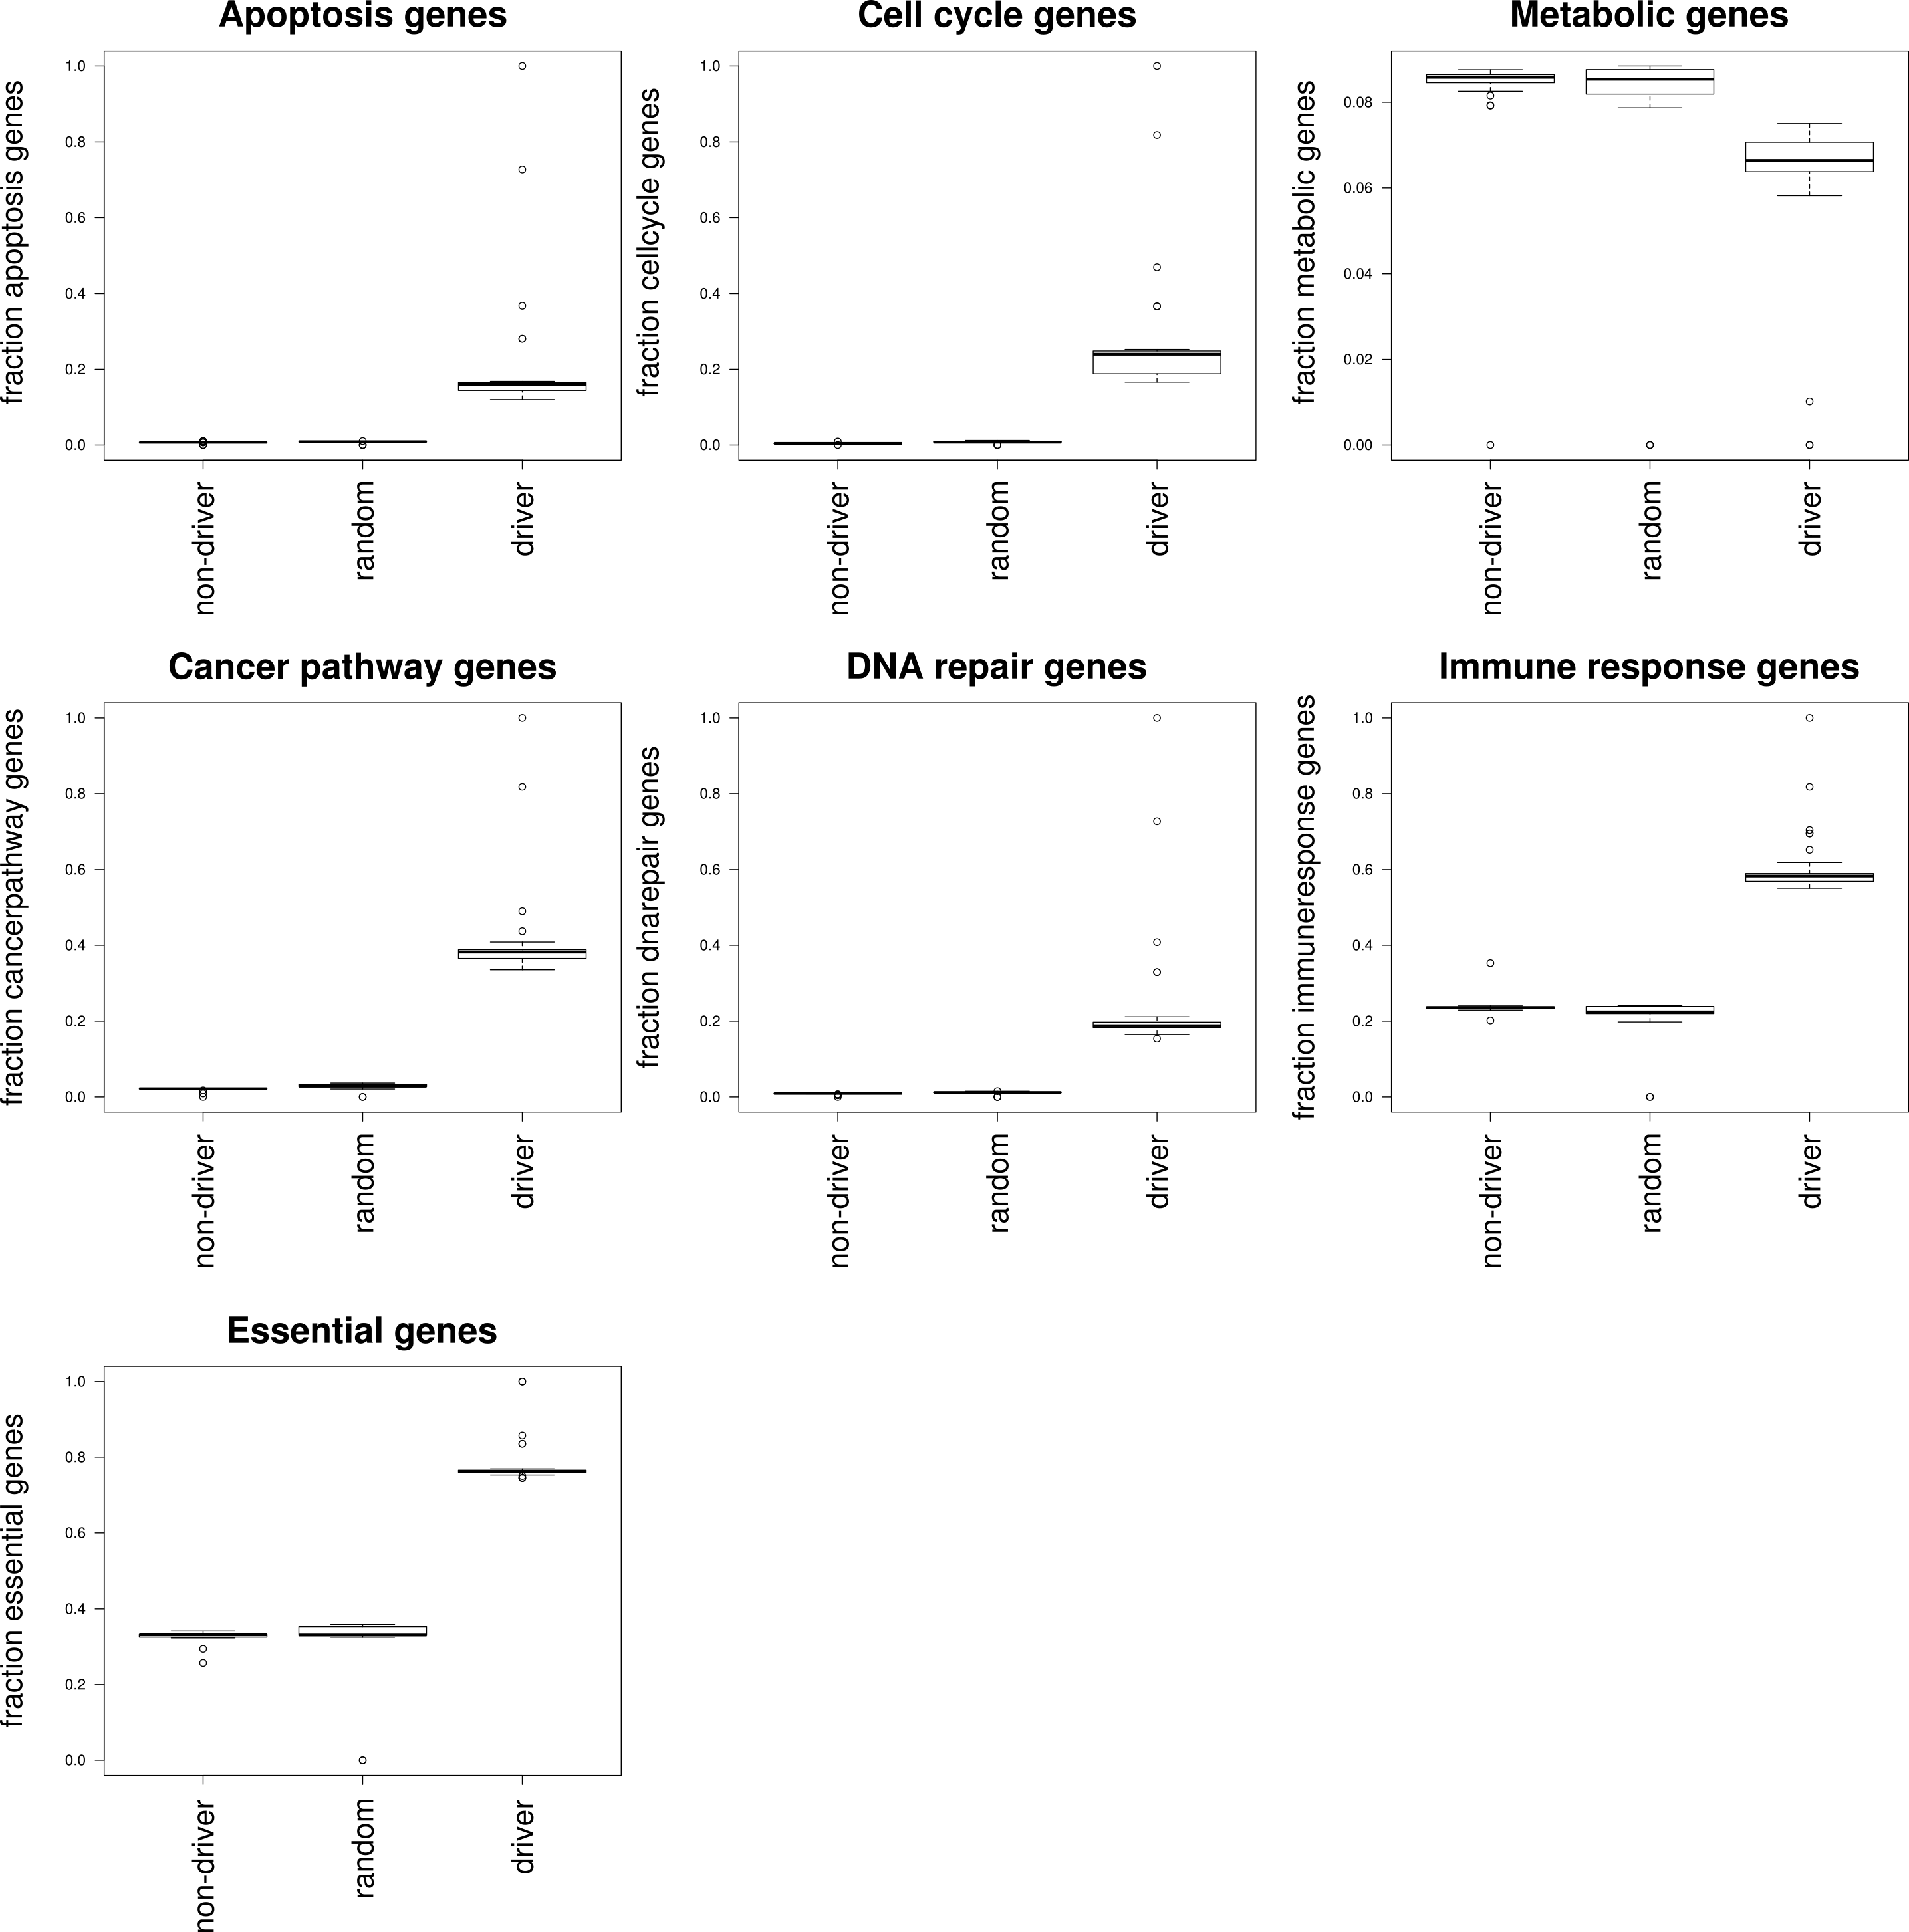 Apoptosis genes
fraction apoptosis genes
1.0
0.8
0.6
0.4
0.2
0.0
non-driver
random
driver
Cell cycle genes
fraction cellcycle genes
1.0
0.8
0.6
0.4
0.2
0.0
non-driver
random
driver
Metabolic genes
fraction metabolic genes
0.08
0.06
0.04
0.02
0.00
non-driver
random
driver
Cancer pathway genes
fraction cancerpathway genes
1.0
0.8
0.6
0.4
0.2
0.0
non-driver
random
driver
DNA repair genes
fraction dnarepair genes
1.0
0.8
0.6
0.4
0.2
0.0
non-driver
random
driver
Immune response genes
fraction immuneresponse genes
1.0
0.8
0.6
0.4
0.2
0.0
non-driver
random
driver
Essential genes
fraction essential genes
1.0
0.8
0.6
0.4
0.2
0.0
non-driver
random
driver